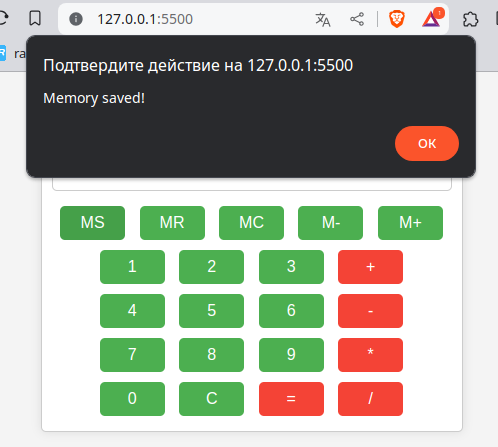 127.0.0.1:5500
ra
Подтвердите действие на 127.0.0.1:5500
Memory saved!
ОК
MS MR MC M- M+
1 2 3 +
4 5 6 -
7 8 9 *
0 C = /